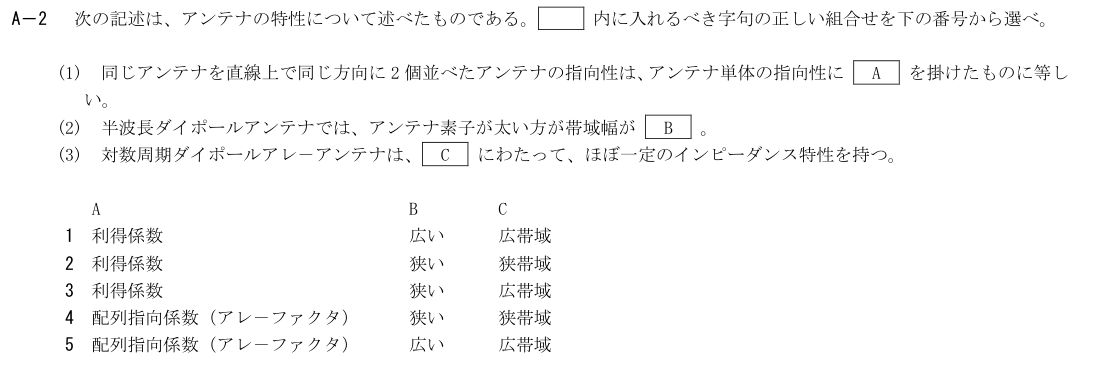 A－2 次の記述は、アンテナの特性について述べたものである。 内に入れるべき字句の正しい組合せを下の番号から選べ。
(1) 同じアンテナを直線上で同じ方向に2個並べたアンテナの指向性は、アンテナ単体の指向性に A を掛けたものに等し
い。
(2) 半波長ダイポールアンテナでは、アンテナ素子が太い方が帯域幅が B 。
(3) 対数周期ダイポールアレーアンテナは、 C にわたって、ほぼ一定のインピーダンス特性を持つ。
A B C
1 利得係数 広い 広帯域
2 利得係数 狭い 狭帯域
3 利得係数 狭い 広帯域
4 配列指向係数（アレーファクタ） 狭い 狭帯域
5 配列指向係数（アレーファクタ） 広い 広帯域